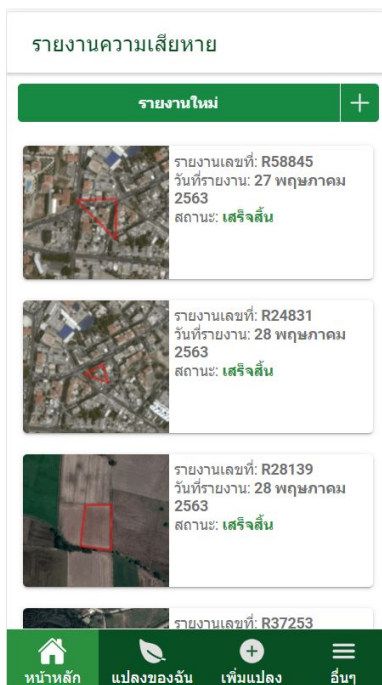 รายงานความเสียหาย
รายงานใหม่
รายงานเลขที่: R58845
วันที่รายงาน: 27 พฤษภาคม
2563
สถานะ: เสร็จสิ้น
รายงานเลขที่: R24831
วันที่รายงาน: 28 พฤษภาคม
2563
สถานะ: เสร็จสิ้น
รายงานเลขที่: R28139
วันที่รายงาน: 28 พฤษภาคม
2563
สถานะ: เสร็จสิ้น
รายงานเลขที่: R37253
หน้าหลัก แปลงของฉัน เพิ่มแปลง อื่นๆ